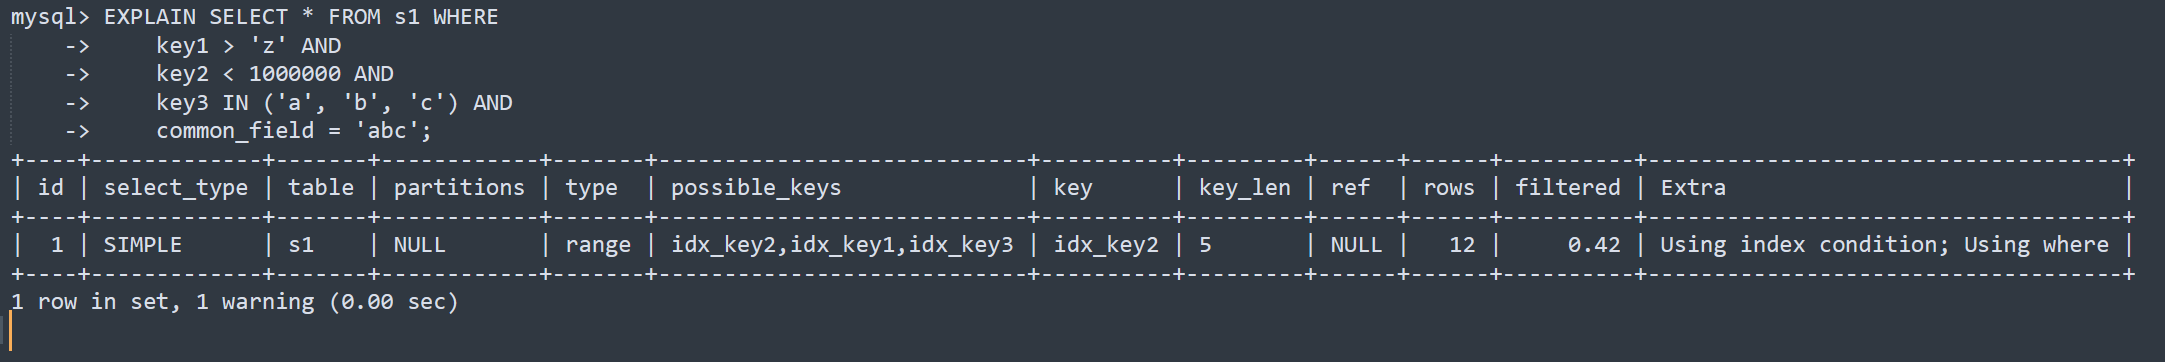 mysql> EXPLAIN SELECT * FROM s1 WHERE
    ->     key1 > 'z' AND
    ->     key2 < 1000000 AND
    ->     key3 IN ('a', 'b', 'c') AND
    ->     common_field = 'abc';
+----+-------------+-------+------------+-------+----------------------------+----------+---------+------+------+----------+------------------------------------+
| id | select_type | table | partitions | type  | possible_keys              | key      | key_len | ref  | rows | filtered | Extra                              |
+----+-------------+-------+------------+-------+----------------------------+----------+---------+------+------+----------+------------------------------------+
|  1 | SIMPLE      | s1    | NULL       | range | idx_key2,idx_key1,idx_key3 | idx_key2 | 5       | NULL |   12 |     0.42 | Using index condition; Using where |
+----+-------------+-------+------------+-------+----------------------------+----------+---------+------+------+----------+------------------------------------+
1 row in set, 1 warning (0.00 sec)